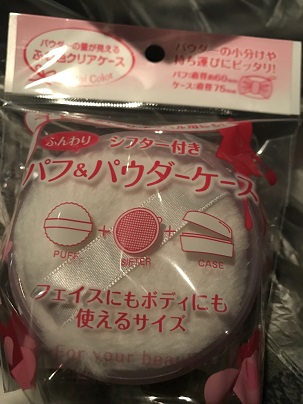 パウダーの量が見える
クリアケース
パウダーの小分けや
持ち運びにピッタリ!
パフ:直径約60mm
ケース:直径75mm
ふんわり
シフター付き
パフ&パウダーケース
PUFF
SIFTER
CASE
フェイスにもボディにも
使えるサイズ
For your beau